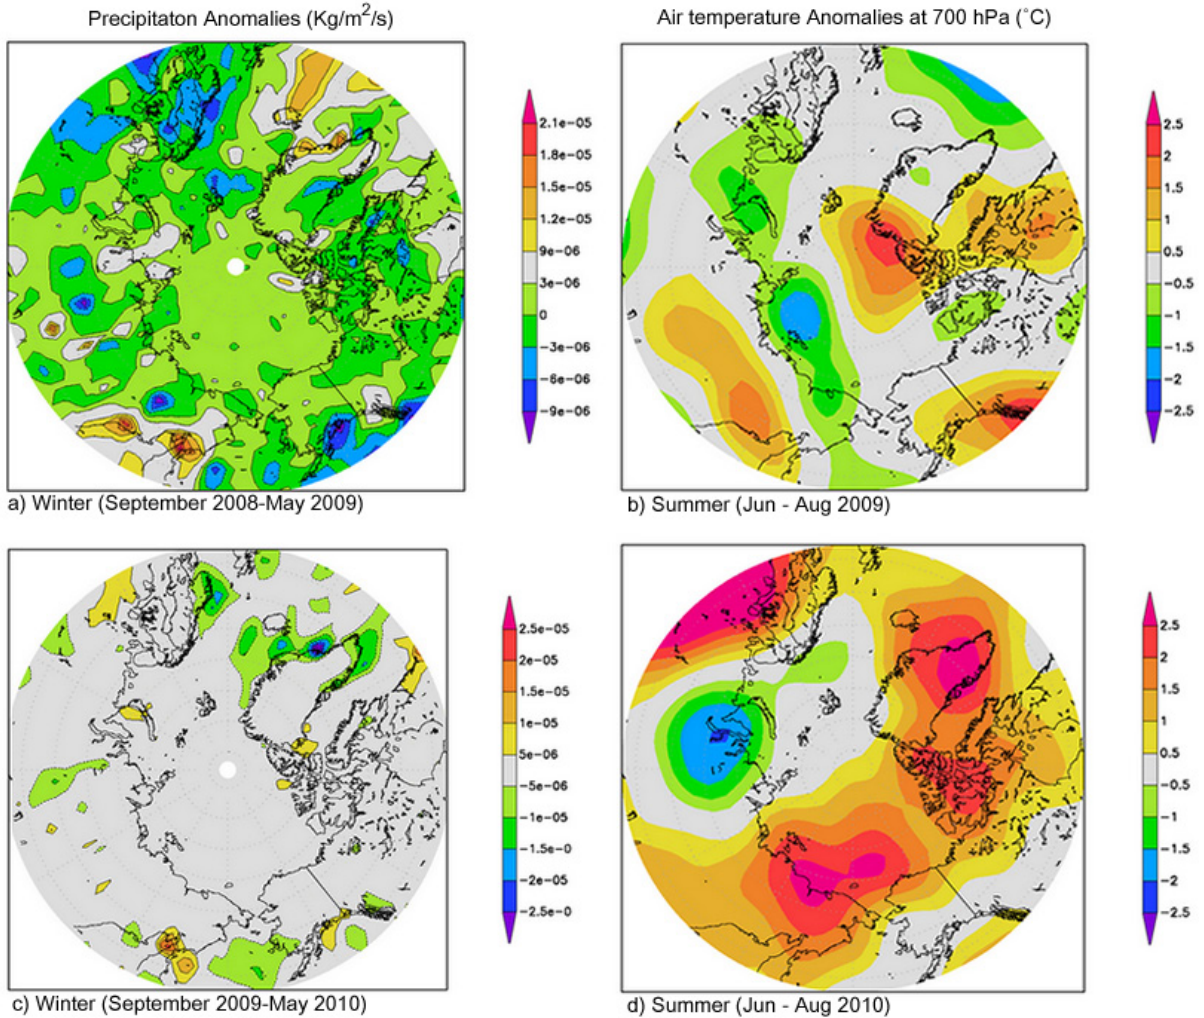 Precipitaton Anomalies (Kg/m²/s)
Air temperature Anomalies at 700 hPa (°C)
2.1e-05
1.8e-05
1.5e-05
1.2e-05
9e-06
3e-06
0
-3e-06
-6e-06
-9e-06
2.5
2
1.5
1
0.5
-0.5
-1
-1.5
-2
-2.5
a) Winter (September 2008-May 2009)
b) Summer (Jun - Aug 2009)
2.5e-05
2e-05
1.5e-05
1e-05
5e-06
-5e-06
-1e-05
-1.5e-0
-2e-05
-2.5e-0
2.5
2
1.5
1
0.5
-0.5
-1
-1.5
-2
-2.5
c) Winter (September 2009-May 2010)
d) Summer (Jun - Aug 2010)